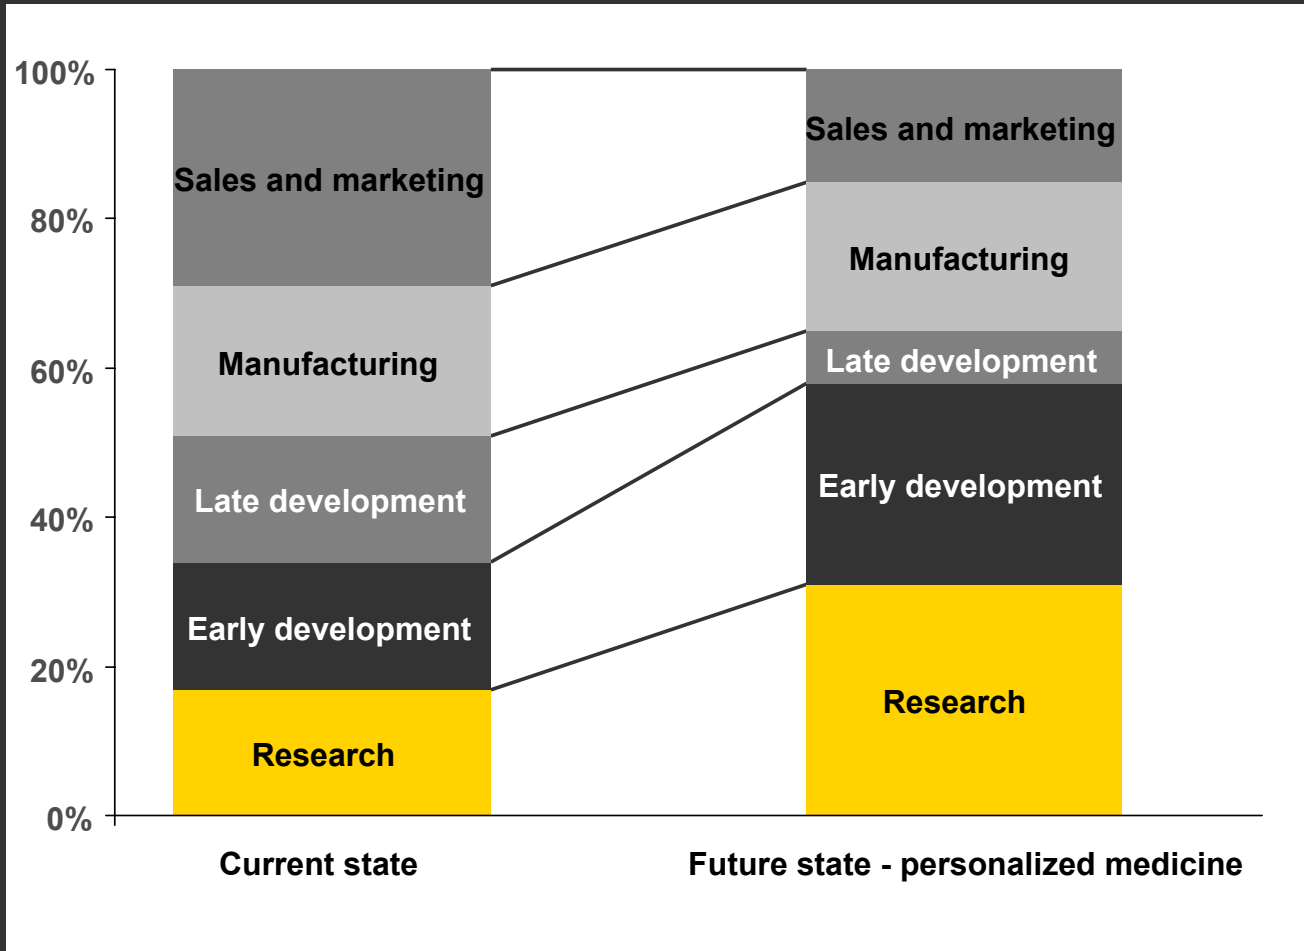 100%
80%
60%
40%
20%
0%
Sales and marketing
Manufacturing
Late development
Early development
Research
Sales and marketing
Manufacturing
Late development
Early development
Research
Current state
Future state - personalized medicine